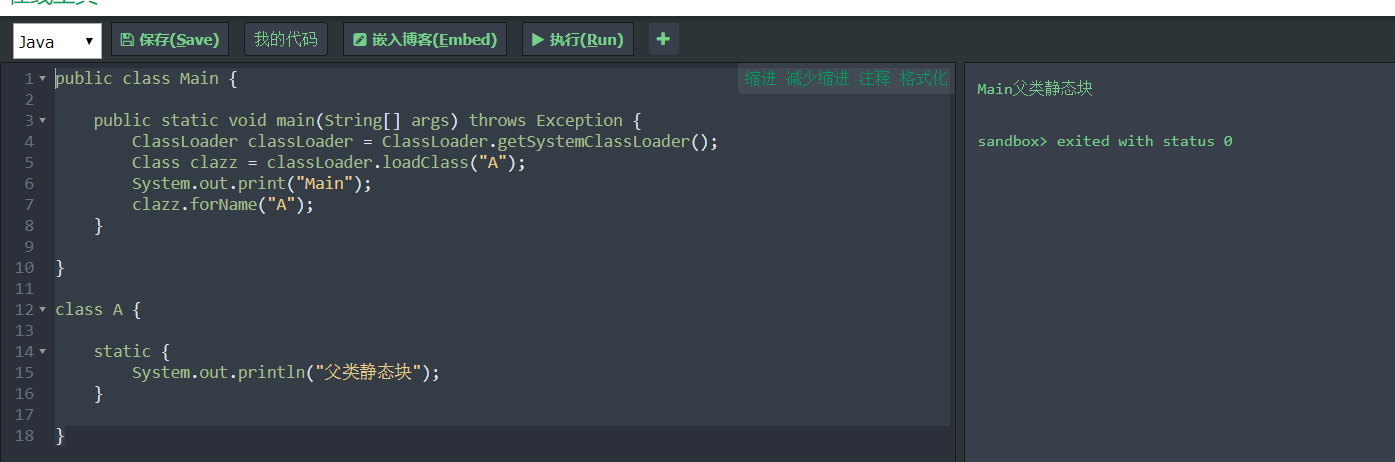 Java
保存(Save)
我的代码
嵌入博客(Embed)
执行(Run)
缩进 减少缩进 注释 格式化
1 public class Main {
2
3     public static void main(String[] args) throws Exception {
4         ClassLoader classLoader = ClassLoader.getSystemClassLoader();
5         Class clazz = classLoader.loadClass("A");
6         System.out.print("Main");
7         clazz.forName("A");
8     }
9
10 }
11
12 class A {
13
14     static {
15         System.out.println("父类静态块");
16     }
17
18 }
Main父类静态块
sandbox> exited with status 0